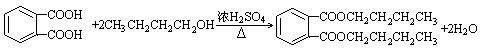 COOH
COOH
+2CH₃CH₂CH₂CH₂OH
浓H₂SO₄
Δ
COOCH₂CH₂CH₂CH₃
COOCH₂CH₂CH₂CH₃
+2H₂O